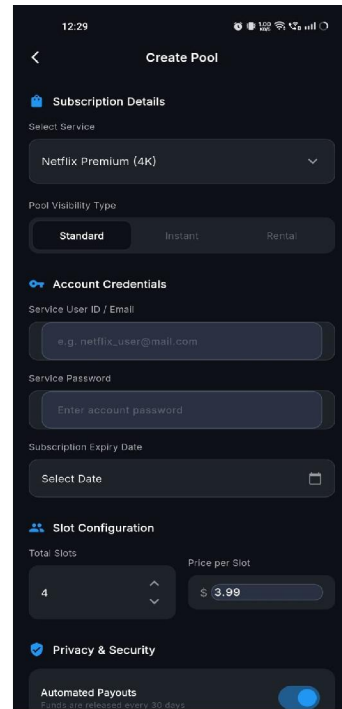 12:29
Create Pool
Subscription Details
Select Service
Netflix Premium (4K)
Pool Visibility Type
Standard Instant Rental
Account Credentials
Service User ID / Email
e.g. netflix_user@mail.com
Service Password
Enter account password
Subscription Expiry Date
Select Date
Slot Configuration
Total Slots
Price per Slot
4
$ 3.99
Privacy & Security
Automated Payouts
Funds are released every 30 days